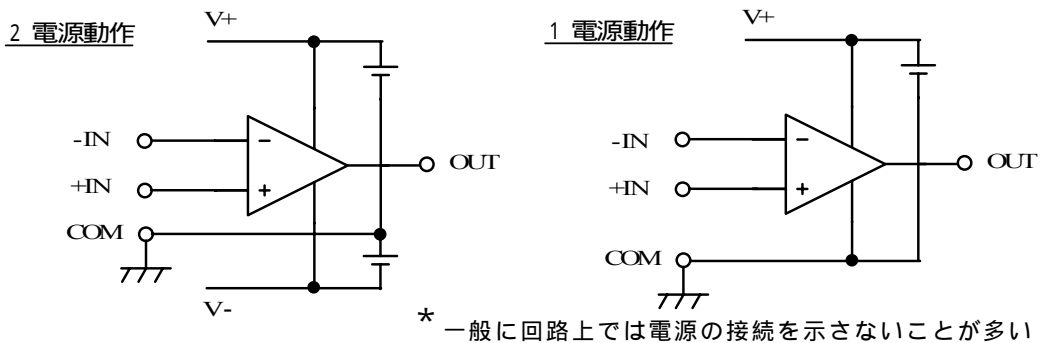 2 電源動作
V+
-IN
+IN
OUT
COM
V-
1 電源動作
V+
-IN
+IN
OUT
COM
* 一般に回路上では電源の接続を示さないことが多い